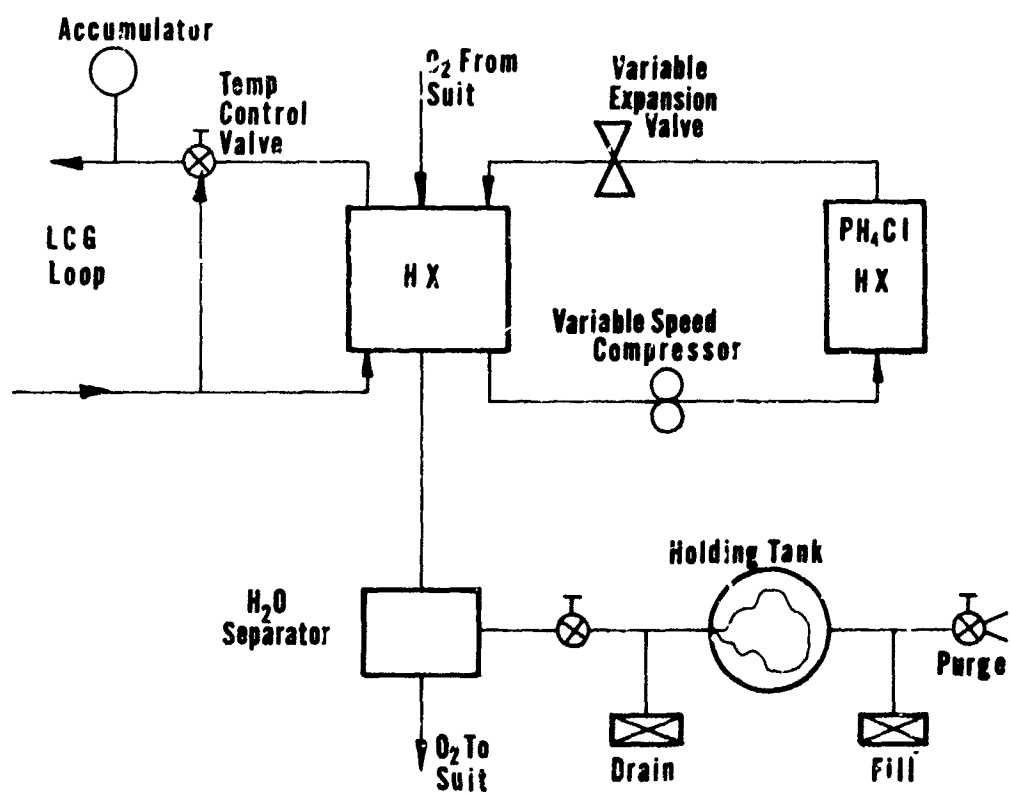 Accumulator
Temp
Control
Valve
O₂ From
Suit
Variable
Expansion
Valve
LCG
Loop
HX
PH₄Cl
HX
Variable Speed
Compressor
Holding Tank
H₂O
Separator
Purge
O₂ To
Suit
Drain
Fill